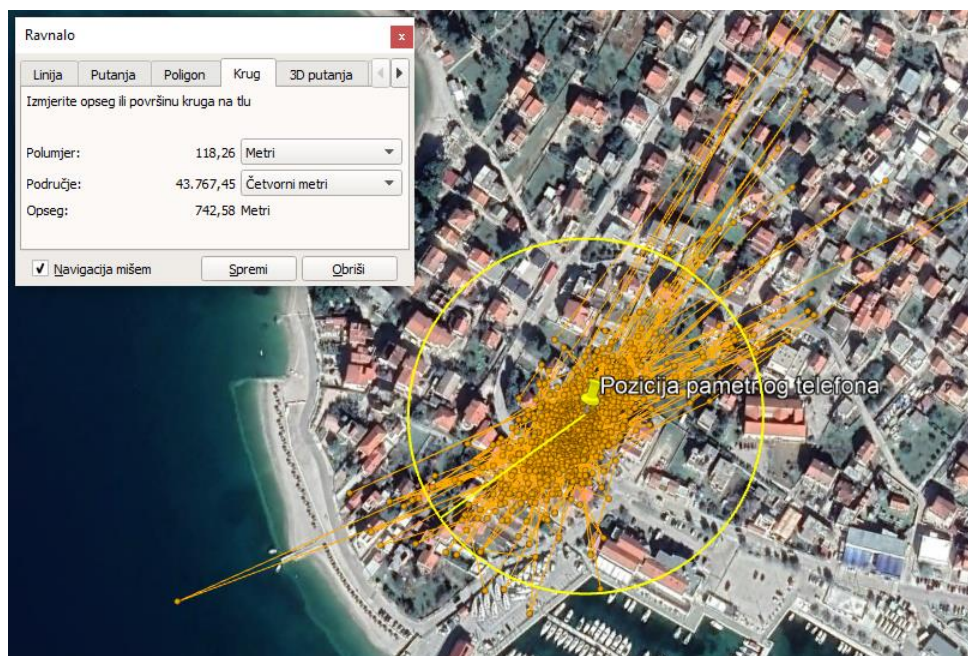 Ravnalo
x
Linija Putanja Poligon Krug 3D putanja
Izmjerite opseg ili površinu kruga na tlu
Polumjer: 118,26 Metri
Područje: 43.767,45 Četvorni metri
Opseg: 742,58 Metri
Navigacija mišem Spremi Obriši
Pozicija pametnog telefona